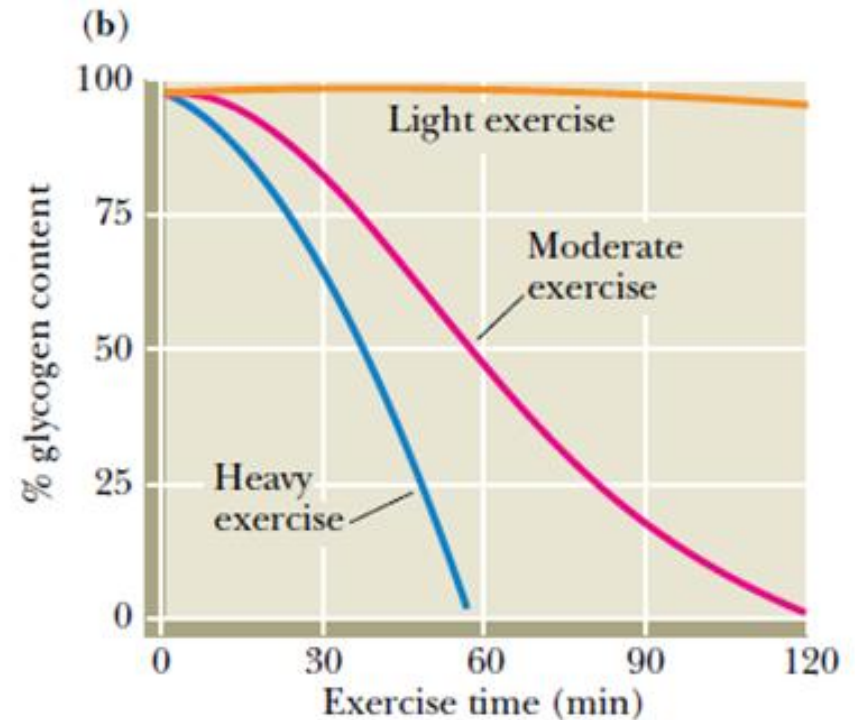 (b)
100
75
50
25
0
% glycogen content
Light exercise
Moderate
exercise
Heavy
exercise
0 30 60 90 120
Exercise time (min)